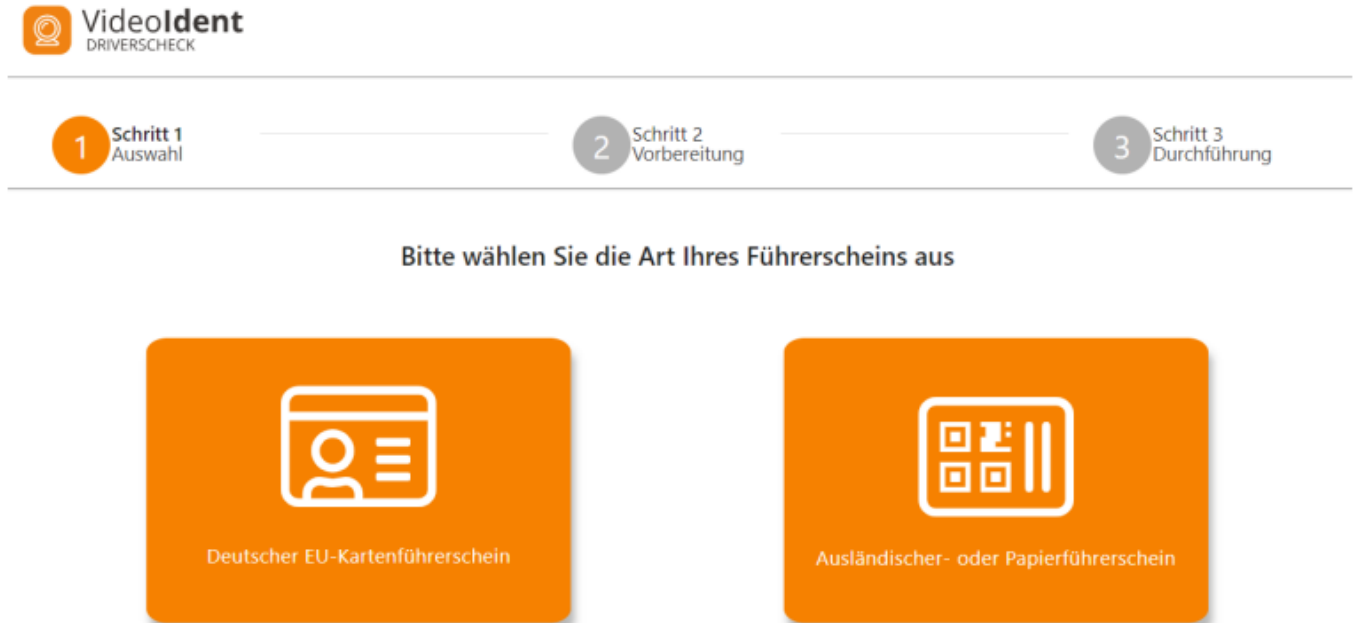 VideoIdent
DRIVERSCHECK
1
Schritt 1
Auswahl
2
Schritt 2
Vorbereitung
3
Schritt 3
Durchführung
Bitte wählen Sie die Art Ihres Führerscheins aus
Deutscher EU-Kartenführerschein
Ausländischer- oder Papierführerschein